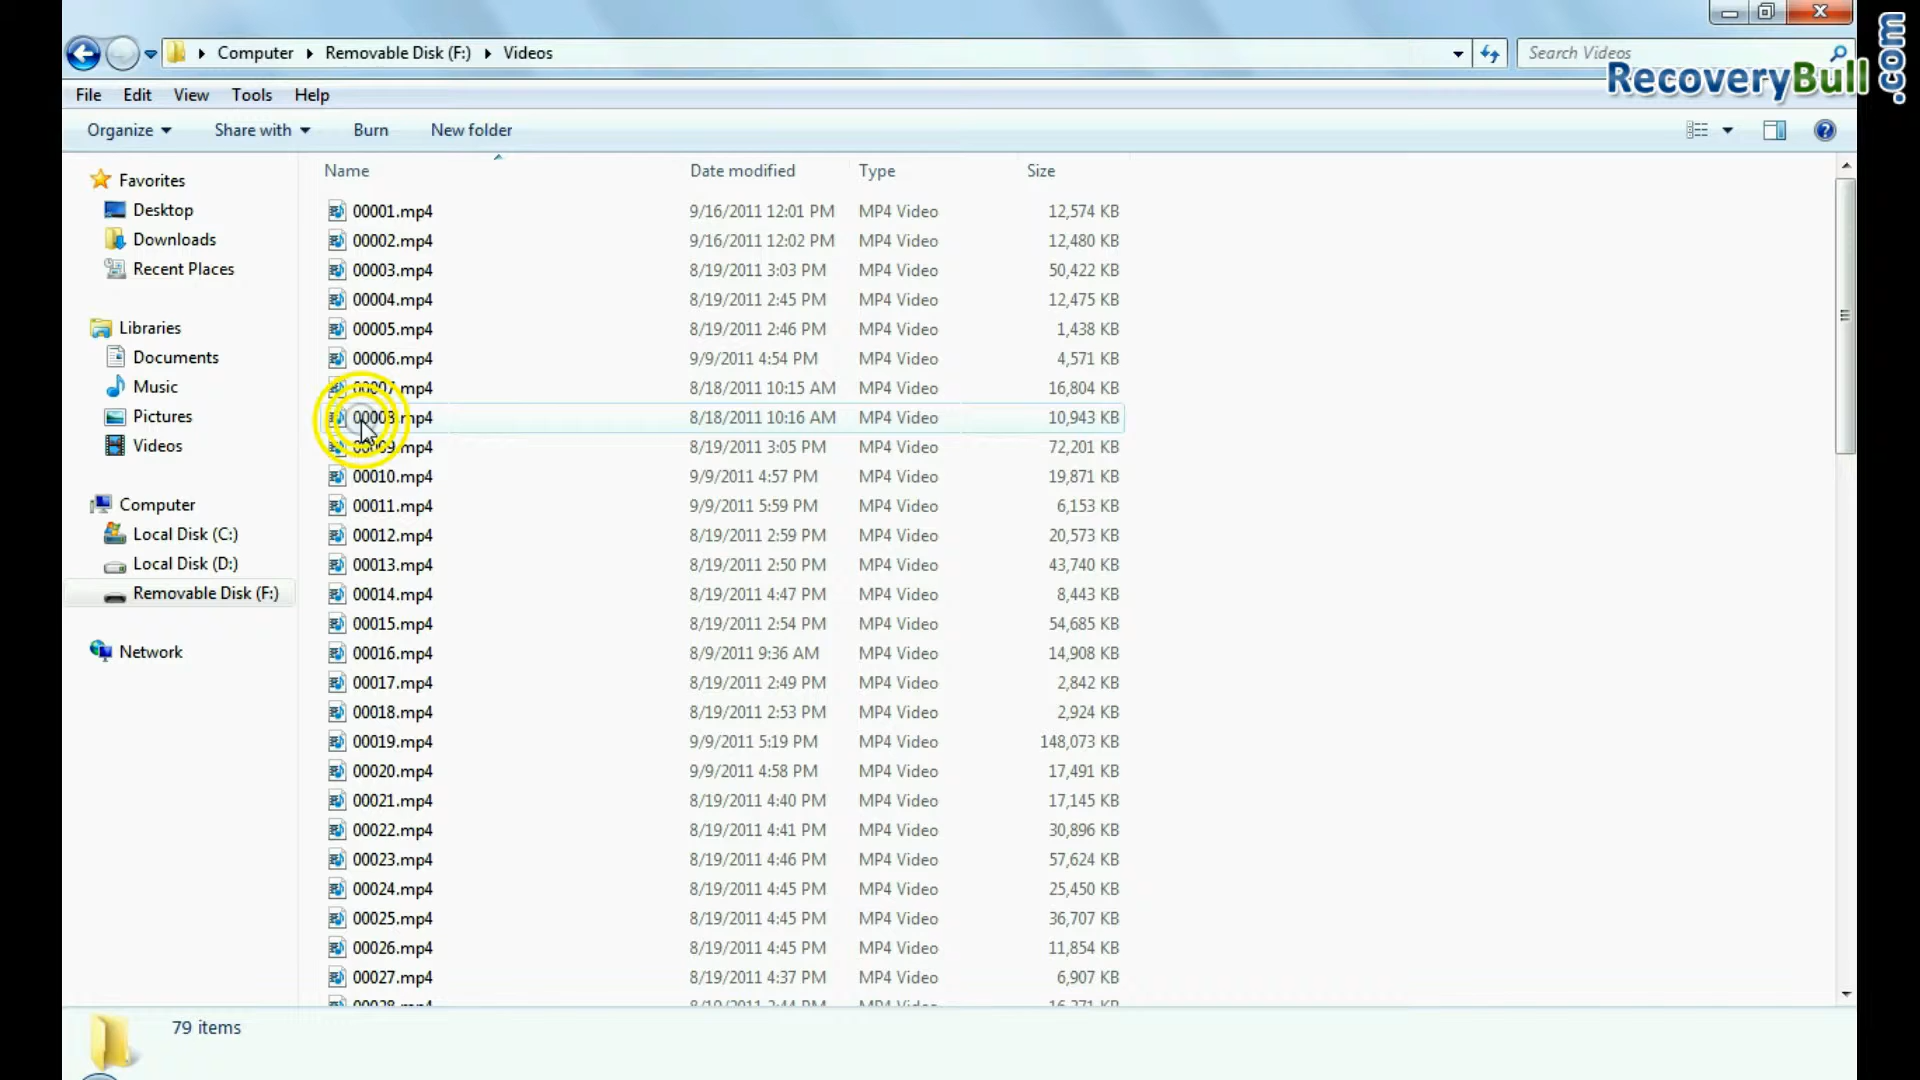 Computer Removable Disk (F:) Videos
Search Videos
RecoveryBull
.com
File Edit View Tools Help
Organize Share with Burn New folder
Favorites
Desktop
Downloads
Recent Places
Libraries
Documents
Music
Pictures
Videos
Computer
Local Disk (C:)
Local Disk (D:)
Removable Disk (F:)
Network
Name Date modified Type Size
00001.mp4 9/16/2011 12:01 PM MP4 Video 12,574 KB
00002.mp4 9/16/2011 12:02 PM MP4 Video 12,480 KB
00003.mp4 8/19/2011 3:03 PM MP4 Video 50,422 KB
00004.mp4 8/19/2011 2:45 PM MP4 Video 12,475 KB
00005.mp4 8/19/2011 2:46 PM MP4 Video 1,438 KB
00006.mp4 9/9/2011 4:54 PM MP4 Video 4,571 KB
00007.mp4 8/18/2011 10:15 AM MP4 Video 16,804 KB
00008.mp4 8/18/2011 10:16 AM MP4 Video 10,943 KB
00009.mp4 8/19/2011 3:05 PM MP4 Video 72,201 KB
00010.mp4 9/9/2011 4:57 PM MP4 Video 19,871 KB
00011.mp4 9/9/2011 5:59 PM MP4 Video 6,153 KB
00012.mp4 8/19/2011 2:59 PM MP4 Video 20,573 KB
00013.mp4 8/19/2011 2:50 PM MP4 Video 43,740 KB
00014.mp4 8/19/2011 4:47 PM MP4 Video 8,443 KB
00015.mp4 8/19/2011 2:54 PM MP4 Video 54,685 KB
00016.mp4 8/9/2011 9:36 AM MP4 Video 14,908 KB
00017.mp4 8/19/2011 2:49 PM MP4 Video 2,842 KB
00018.mp4 8/19/2011 2:53 PM MP4 Video 2,924 KB
00019.mp4 9/9/2011 5:19 PM MP4 Video 148,073 KB
00020.mp4 9/9/2011 4:58 PM MP4 Video 17,491 KB
00021.mp4 8/19/2011 4:40 PM MP4 Video 17,145 KB
00022.mp4 8/19/2011 4:41 PM MP4 Video 30,896 KB
00023.mp4 8/19/2011 4:46 PM MP4 Video 57,624 KB
00024.mp4 8/19/2011 4:45 PM MP4 Video 25,450 KB
00025.mp4 8/19/2011 4:45 PM MP4 Video 36,707 KB
00026.mp4 8/19/2011 4:45 PM MP4 Video 11,854 KB
00027.mp4 8/19/2011 4:37 PM MP4 Video 6,907 KB
79 items